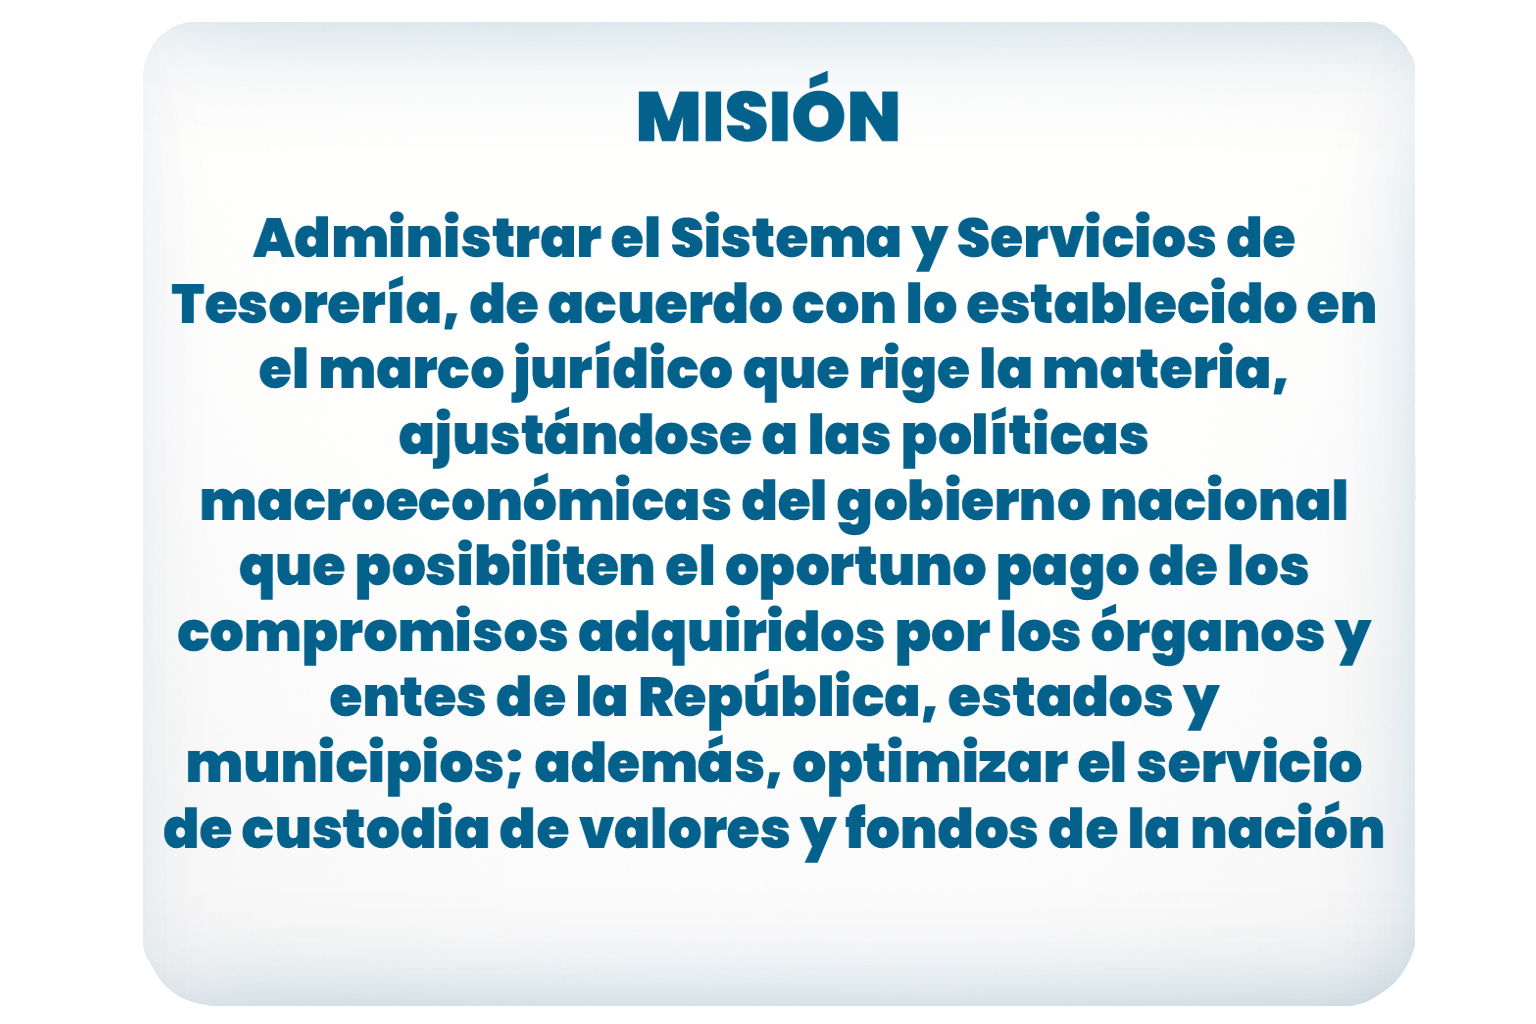 MISIÓN
Administrar el Sistema y Servicios de
Tesorería, de acuerdo con lo establecido en
el marco jurídico que rige la materia,
ajustándose a las políticas
macroeconómicas del gobierno nacional
que posibiliten el oportuno pago de los
compromisos adquiridos por los órganos y
entes de la República, estados y
municipios; además, optimizar el servicio
de custodia de valores y fondos de la nación